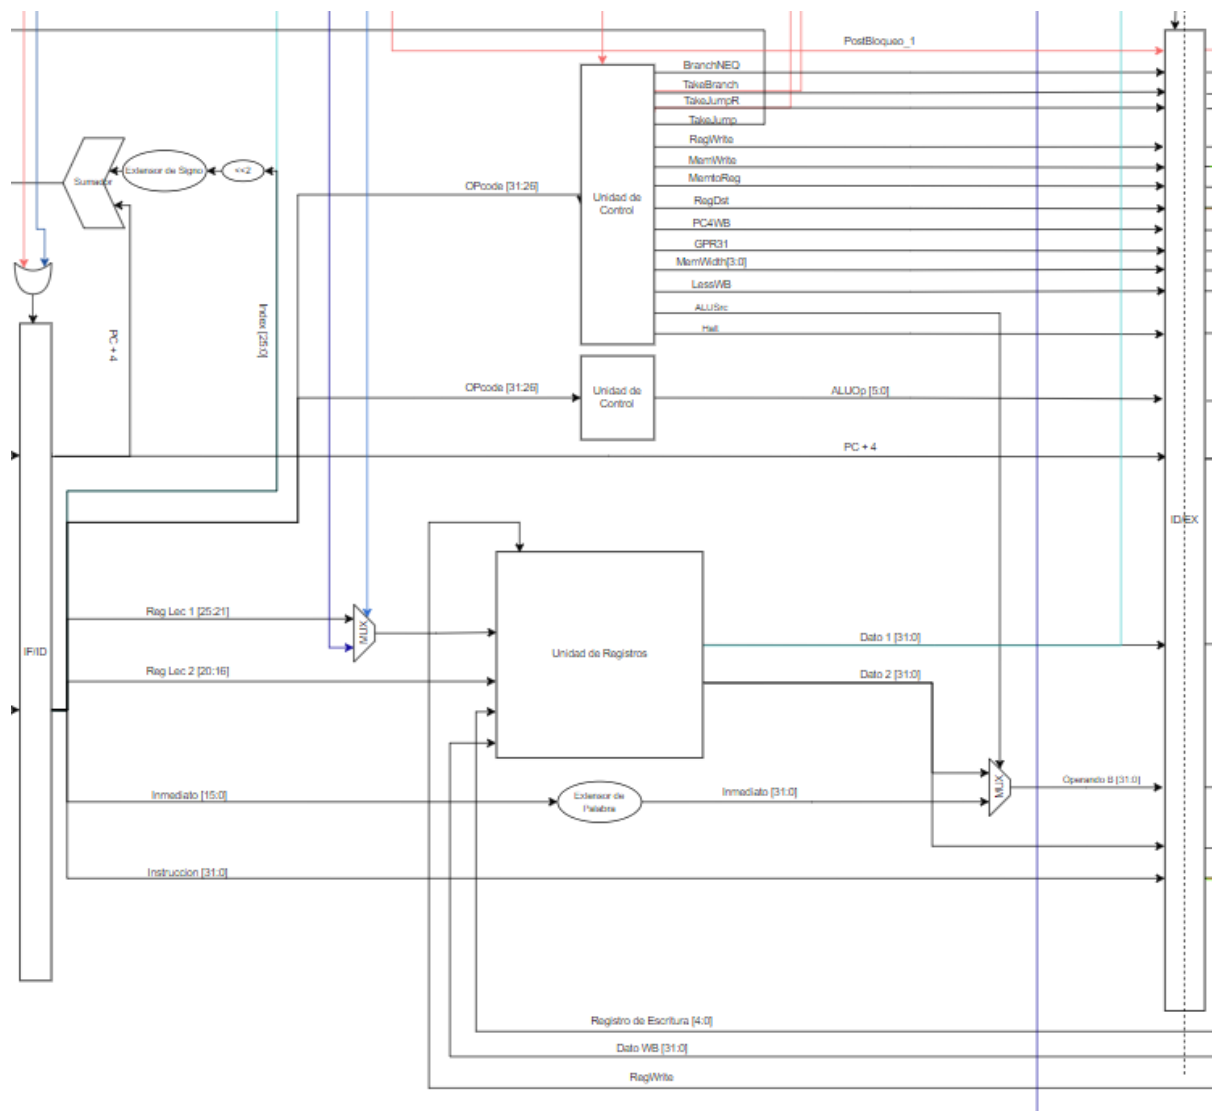 PostBloqueo_1
BranchNEQ
TakeBranch
TakeJumpR
TakeJump
RegWrite
MemWrite
MemtoReg
RegDst
PC4WB
GPR31
MemWidth[3:0]
LessWB
ALUSrc
Halt
Sumador
Extensor de Signo
<<2
OPcode [31:26]
Unidad de
Control
PC + 4
Index [25:0]
OPcode [31:26]
Unidad de
Control
ALUOp [5:0]
PC + 4
ID/EX
Reg Lec 1 [25:21]
MUX
IF/ID
Reg Lec 2 [20:16]
Unidad de Registros
Dato 1 [31:0]
Dato 2 [31:0]
MUX
Operando B [31:0]
Inmediato [15:0]
Extensor de
Palabra
Inmediato [31:0]
Instruccion [31:0]
Registro de Escritura [4:0]
Dato WB [31:0]
RegWrite